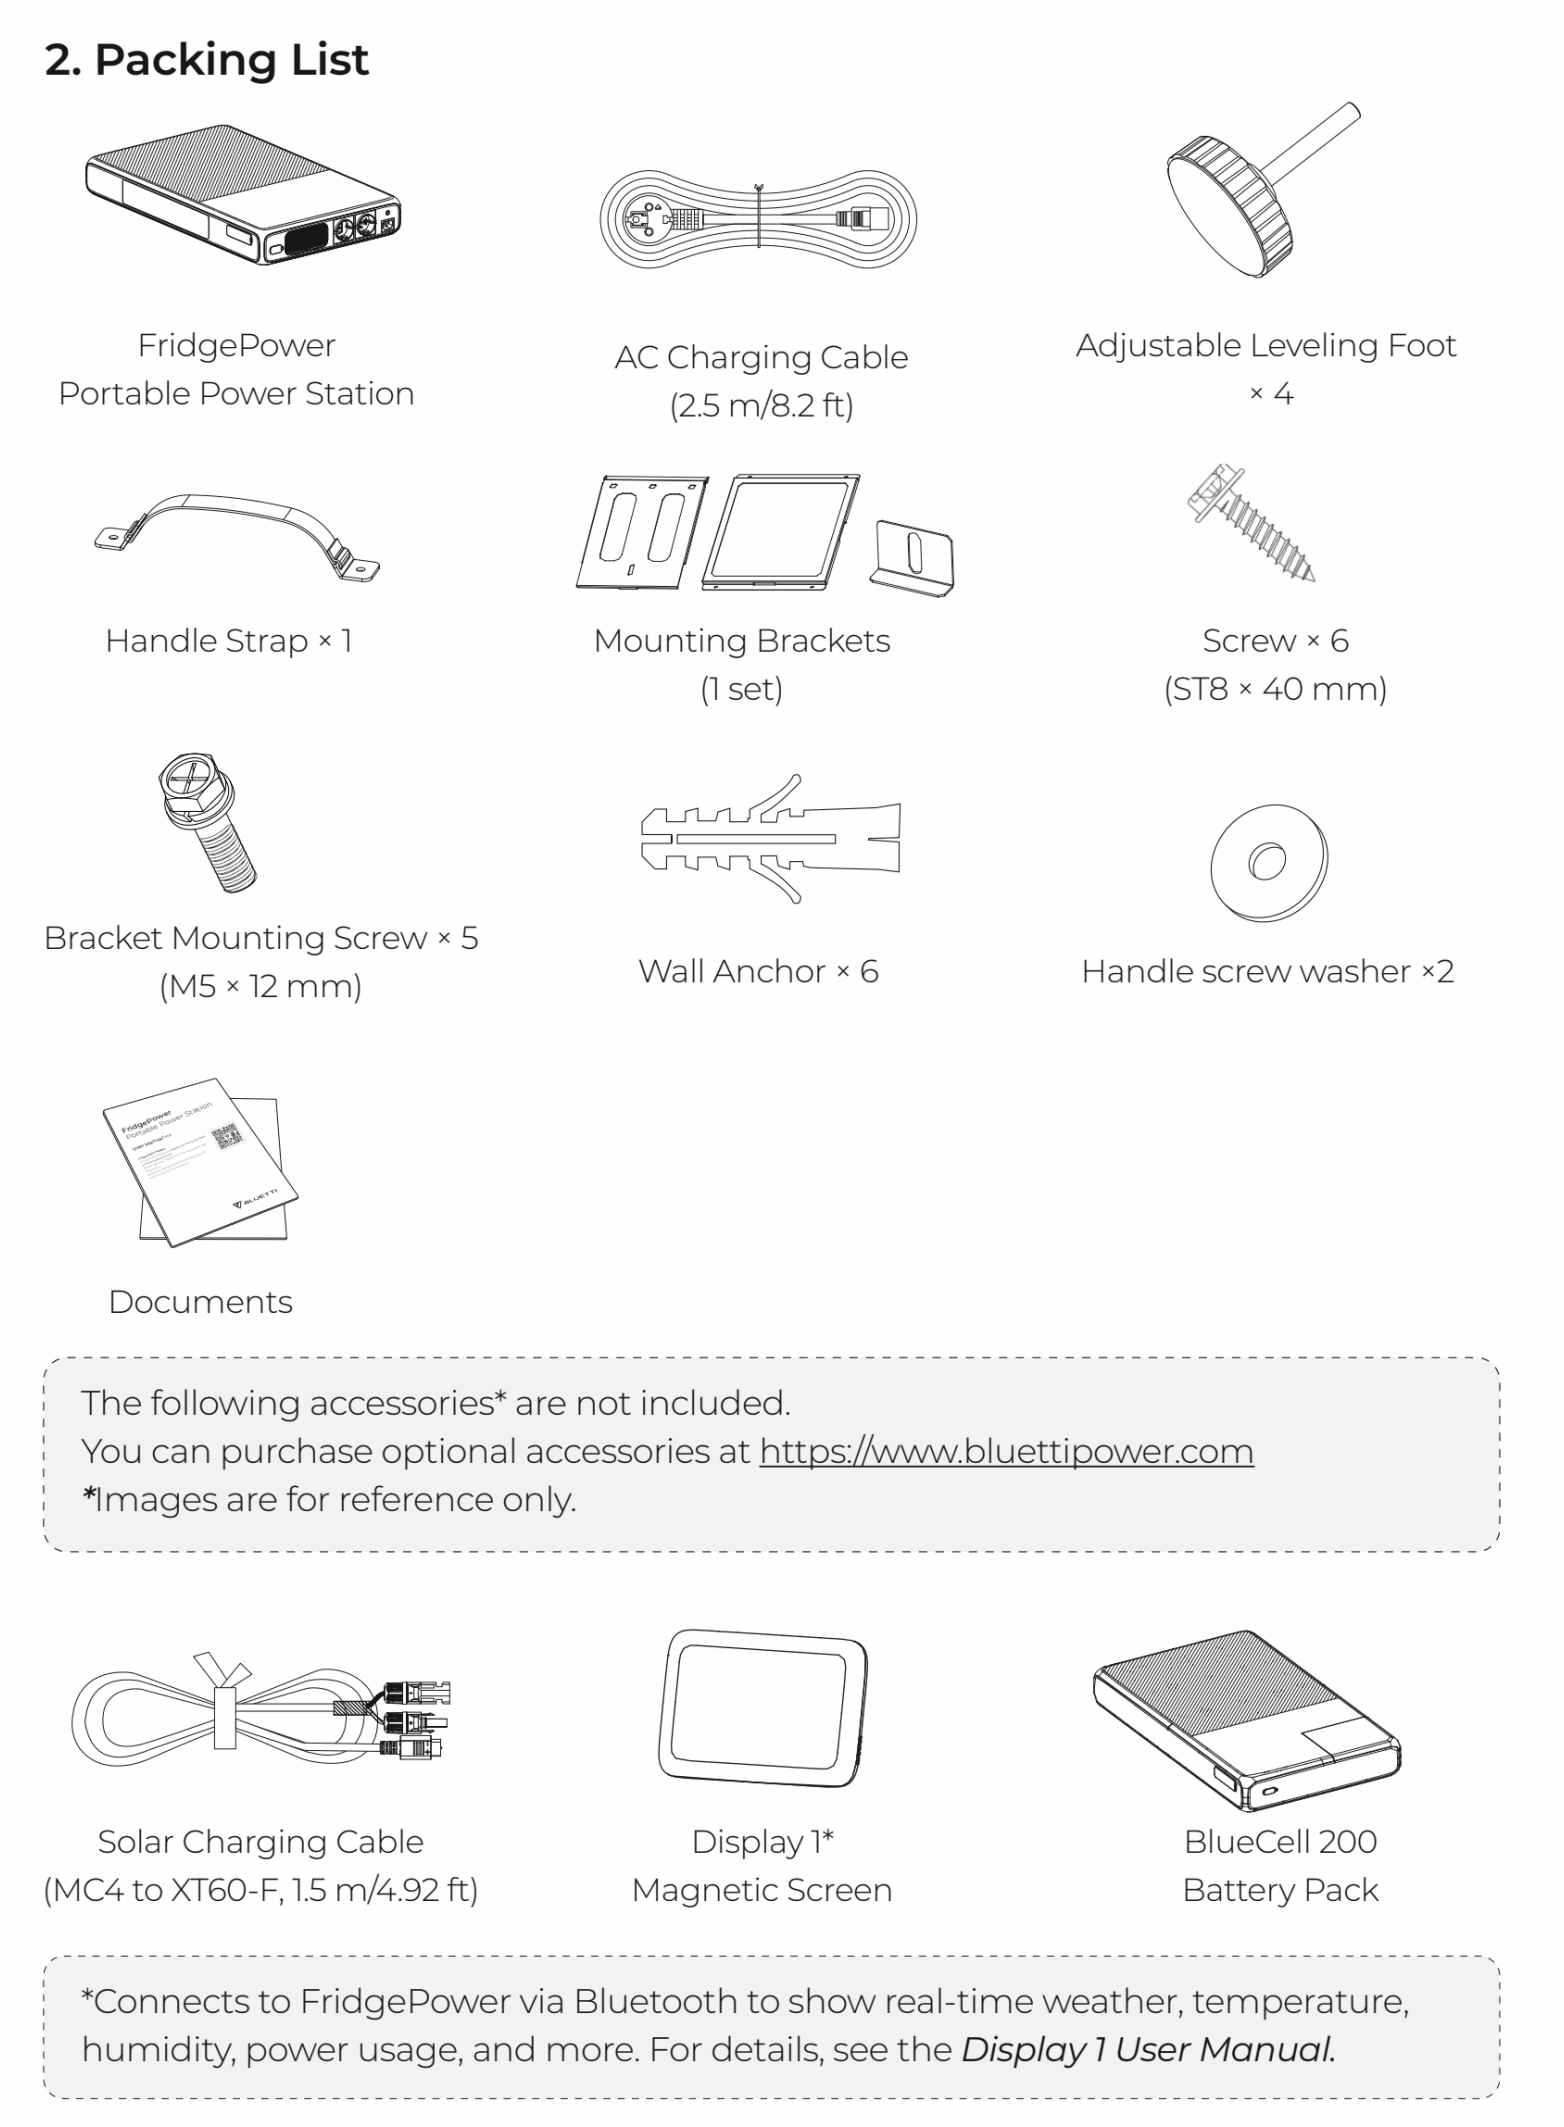 2. Packing List
FridgePower
Portable Power Station
AC Charging Cable
(2.5 m/8.2 ft)
Adjustable Leveling Foot
× 4
Handle Strap × 1
Mounting Brackets
(1 set)
Screw × 6
(ST8 × 40 mm)
Bracket Mounting Screw × 5
(M5 × 12 mm)
Wall Anchor × 6
Handle screw washer ×2
FridgePower
Portable Power Station
BLUETTI
Documents
The following accessories* are not included.
You can purchase optional accessories at https://www.bluettipower.com
*Images are for reference only.
Solar Charging Cable
(MC4 to XT60-F, 1.5 m/4.92 ft)
Display 1*
Magnetic Screen
BlueCell 200
Battery Pack
*Connects to FridgePower via Bluetooth to show real-time weather, temperature,
humidity, power usage, and more. For details, see the Display 1 User Manual.